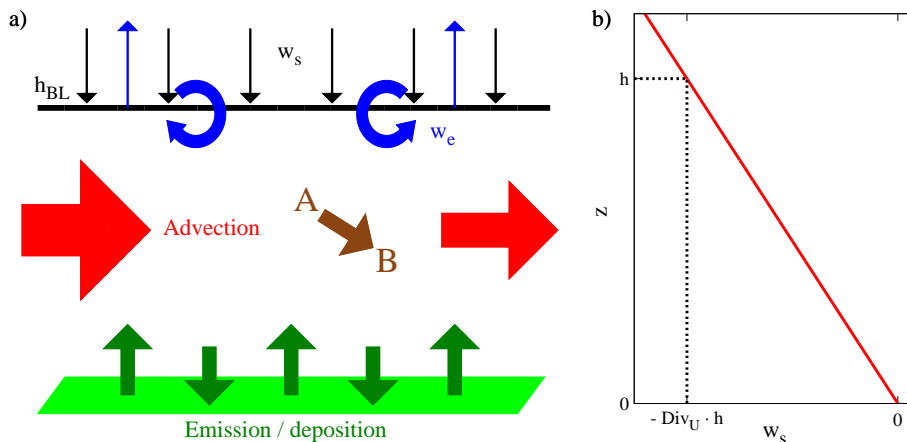 a)
w_s
h_BL
w_e
Advection
A
B
Emission / deposition
b)
h
z
0
- Div_U · h
0
w_s